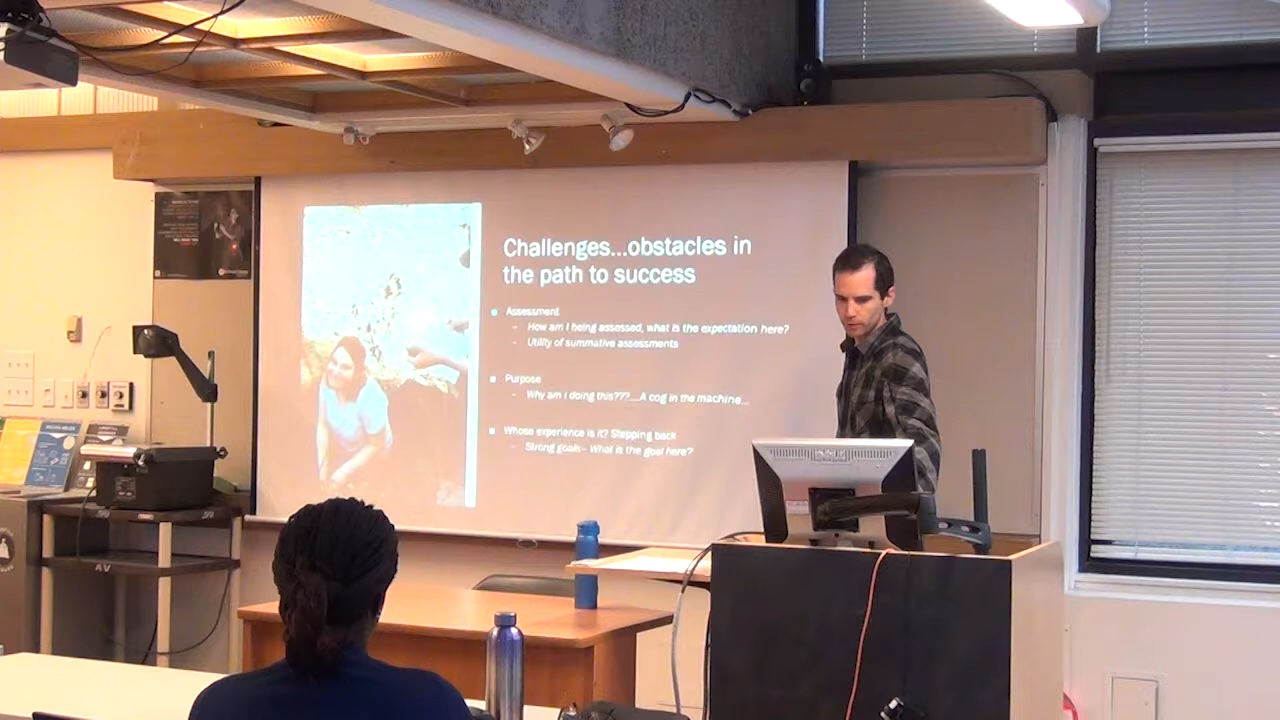 Challenges...obstacles in
the path to success
Assessment
– How am I being assessed, what is the expectation here?
– Utility of summative assessments
Purpose
– Why am I doing this???....A cog in the machine...
Whose experience is it? Stepping back
– Strong goals– What is the goal here?
AV